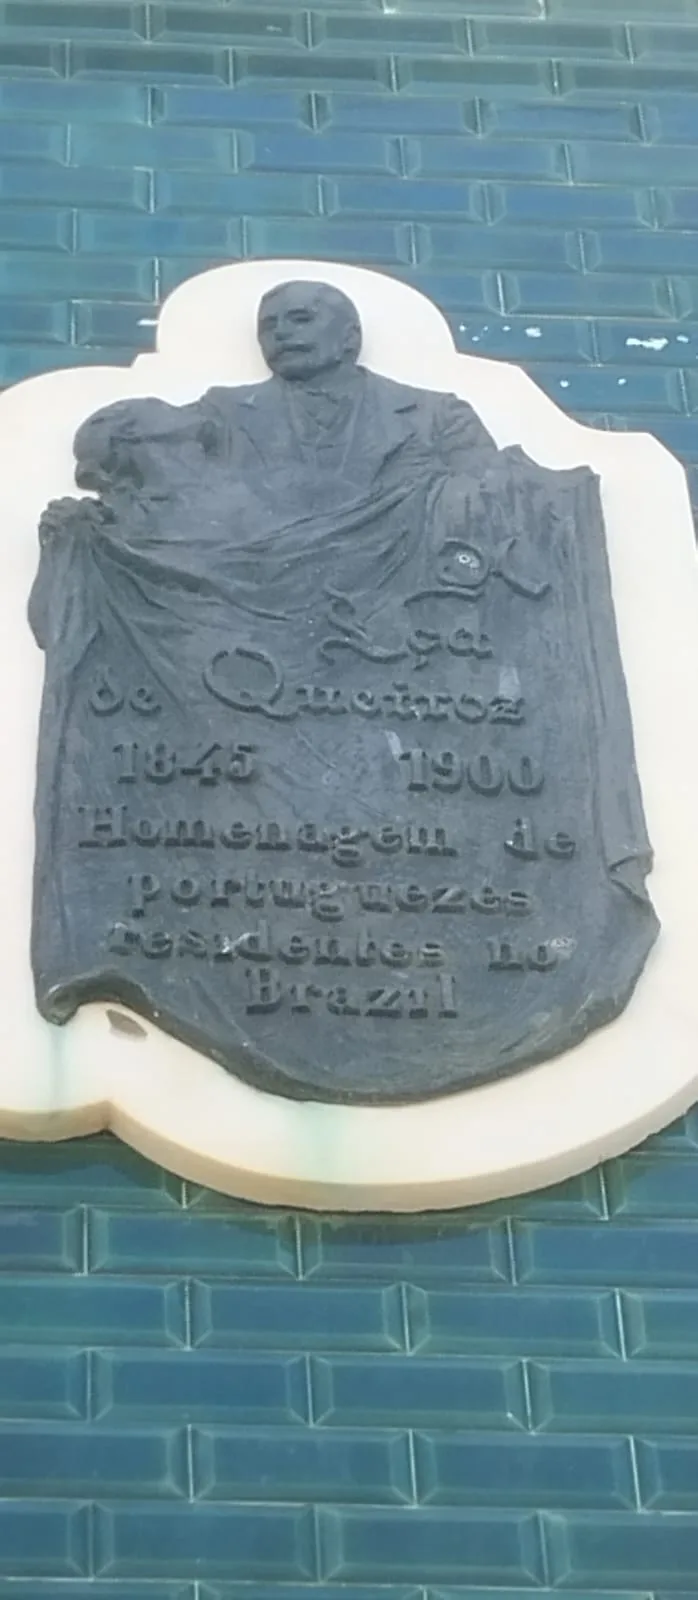 A
Eça
de Queiroz
1845 1900
Homenagem de
portuguezes
residentes no
Brazil